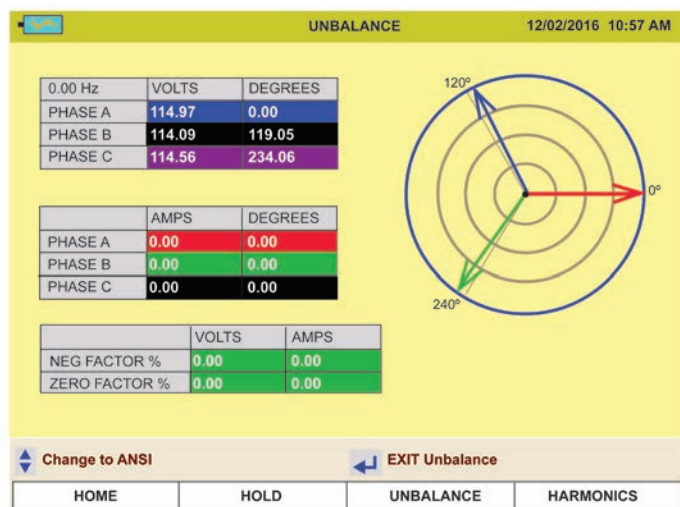 UNBALANCE 12/02/2016 10:57 AM
0.00 Hz VOLTS DEGREES
PHASE A 114.97 0.00
PHASE B 114.09 119.05
PHASE C 114.56 234.06
120º
0º
240º
AMPS DEGREES
PHASE A 0.00 0.00
PHASE B 0.00 0.00
PHASE C 0.00 0.00
VOLTS AMPS
NEG FACTOR % 0.00 0.00
ZERO FACTOR % 0.00 0.00
Change to ANSI EXIT Unbalance
HOME HOLD UNBALANCE HARMONICS